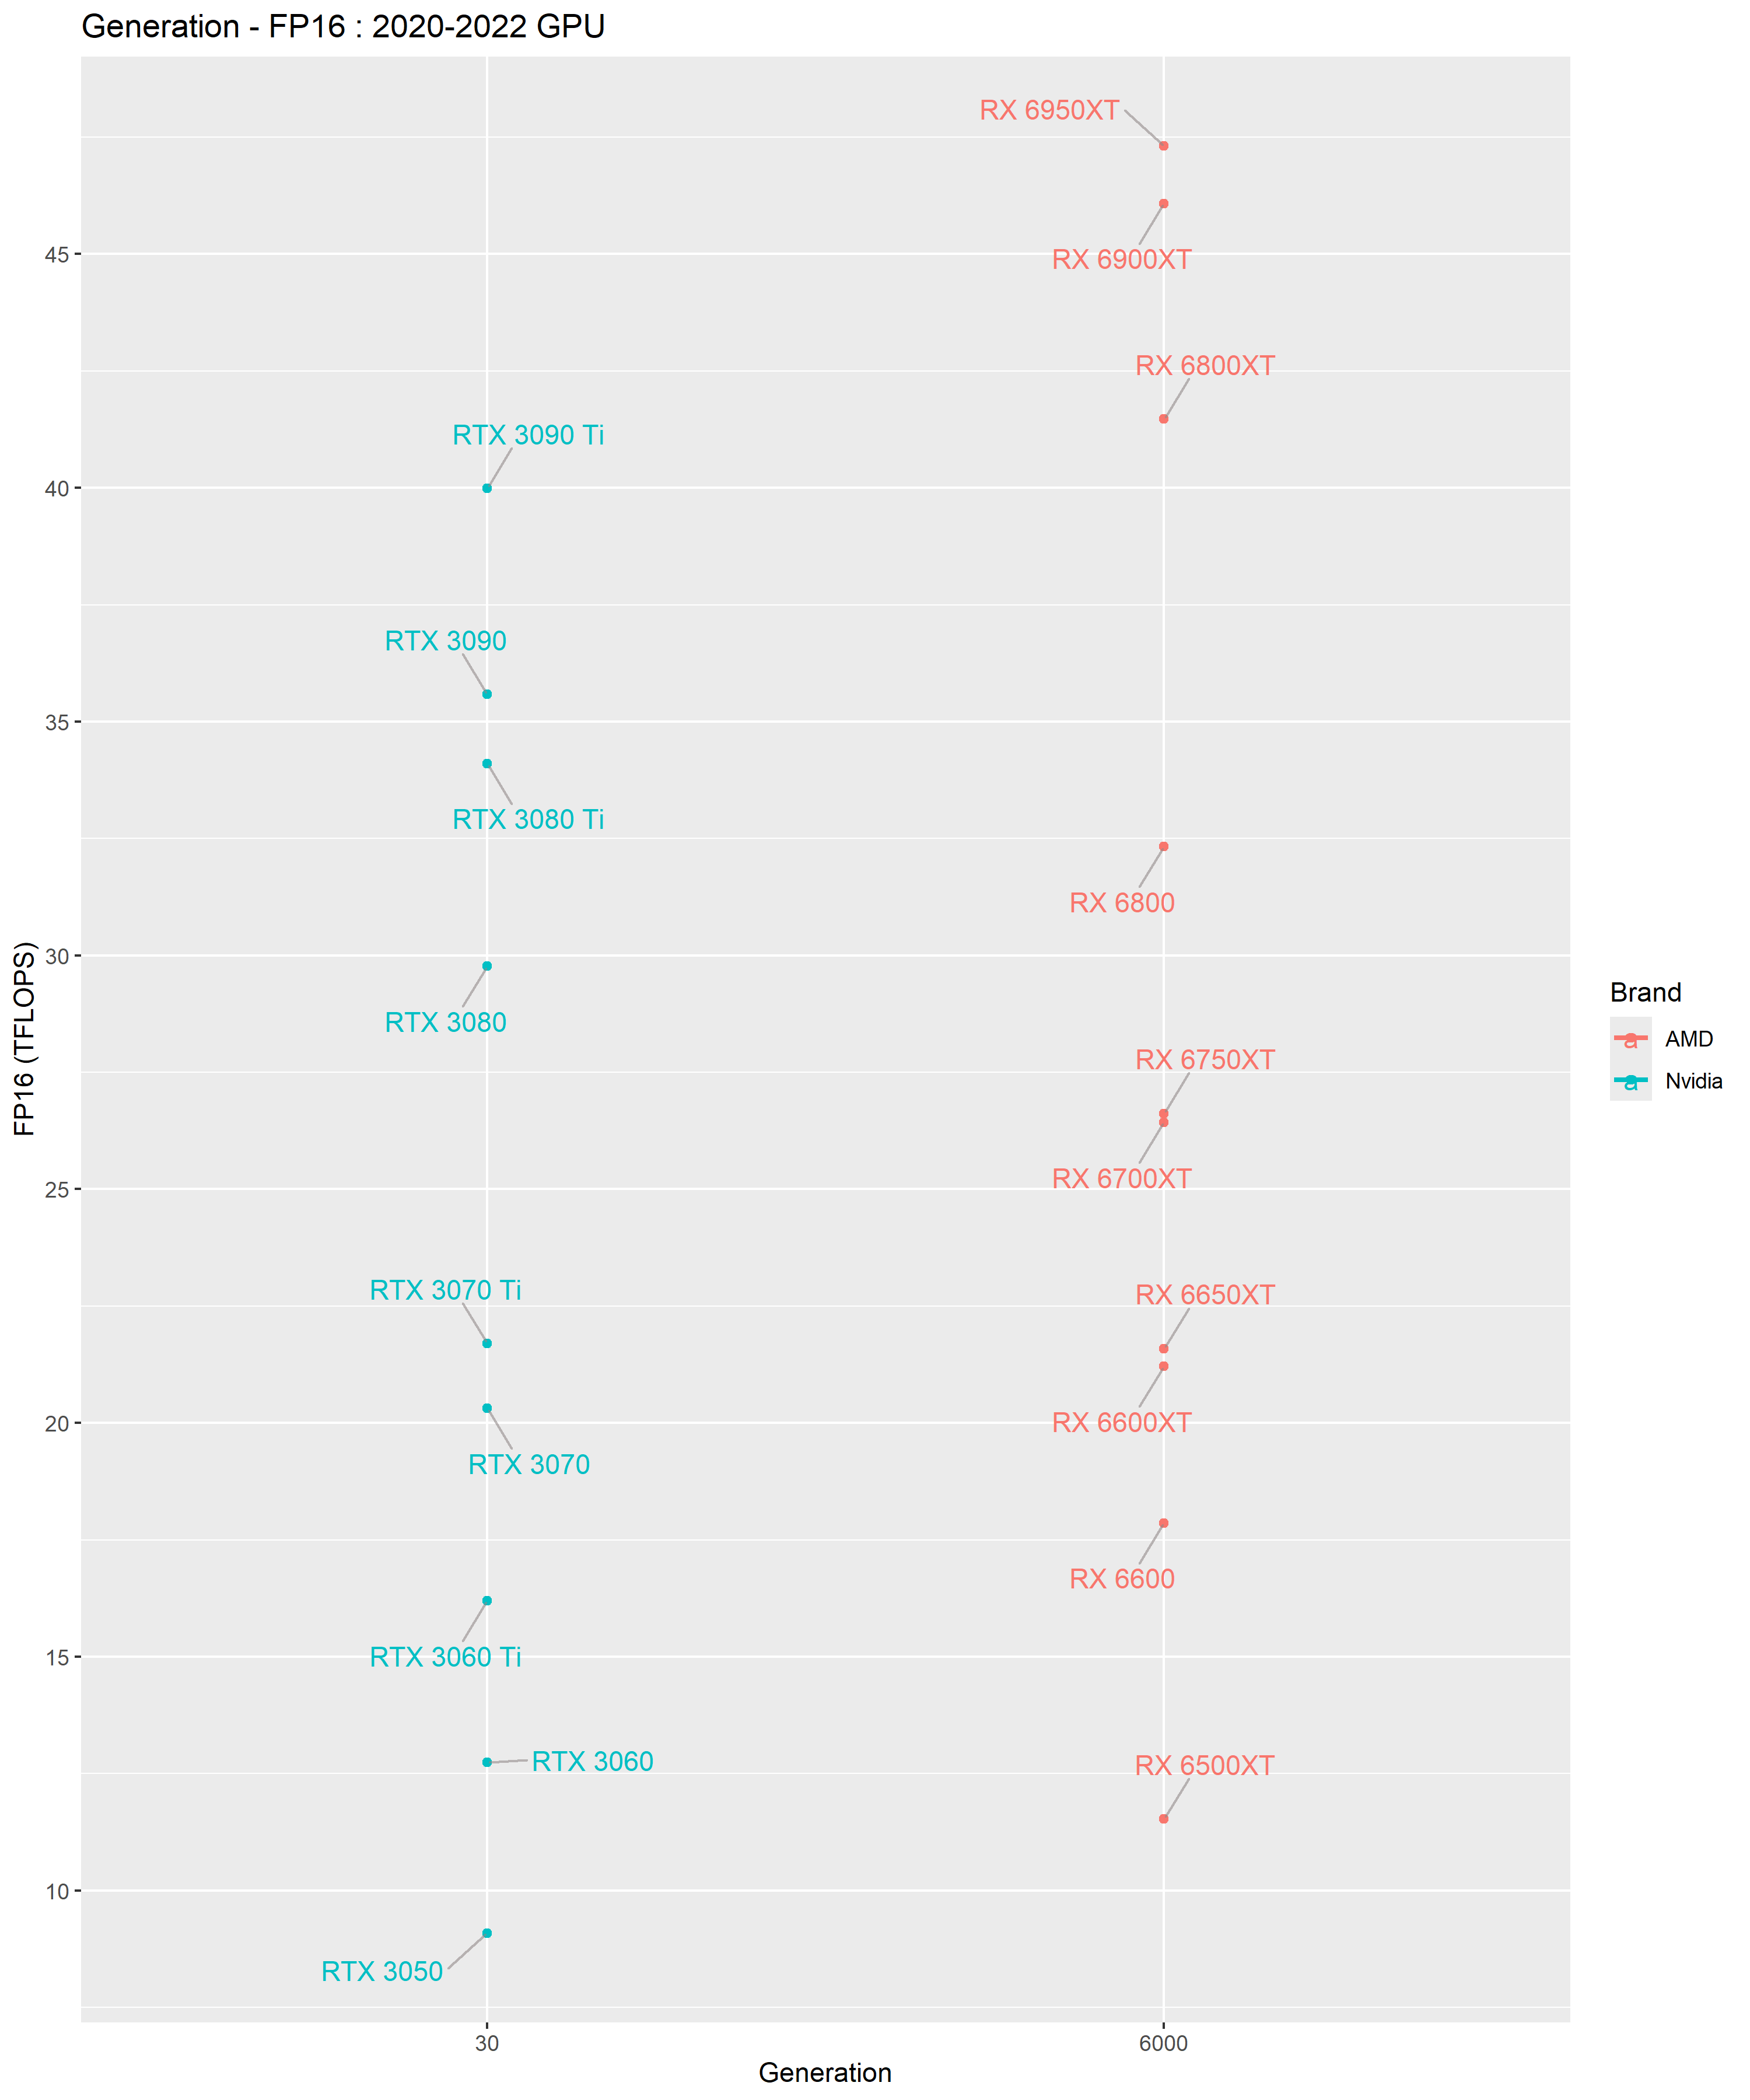 Generation - FP16 : 2020-2022 GPU
RX 6950XT
RX 6900XT
45
RX 6800XT
RTX 3090 Ti
40
RTX 3090
35
RTX 3080 Ti
RX 6800
30
RTX 3080
RX 6750XT
RX 6700XT
25
RTX 3070 Ti
RX 6650XT
20
RX 6600XT
RTX 3070
RX 6600
15
RTX 3060 Ti
RTX 3060
RX 6500XT
10
RTX 3050
30
6000
Generation
FP16 (TFLOPS)
Brand
a AMD
a Nvidia